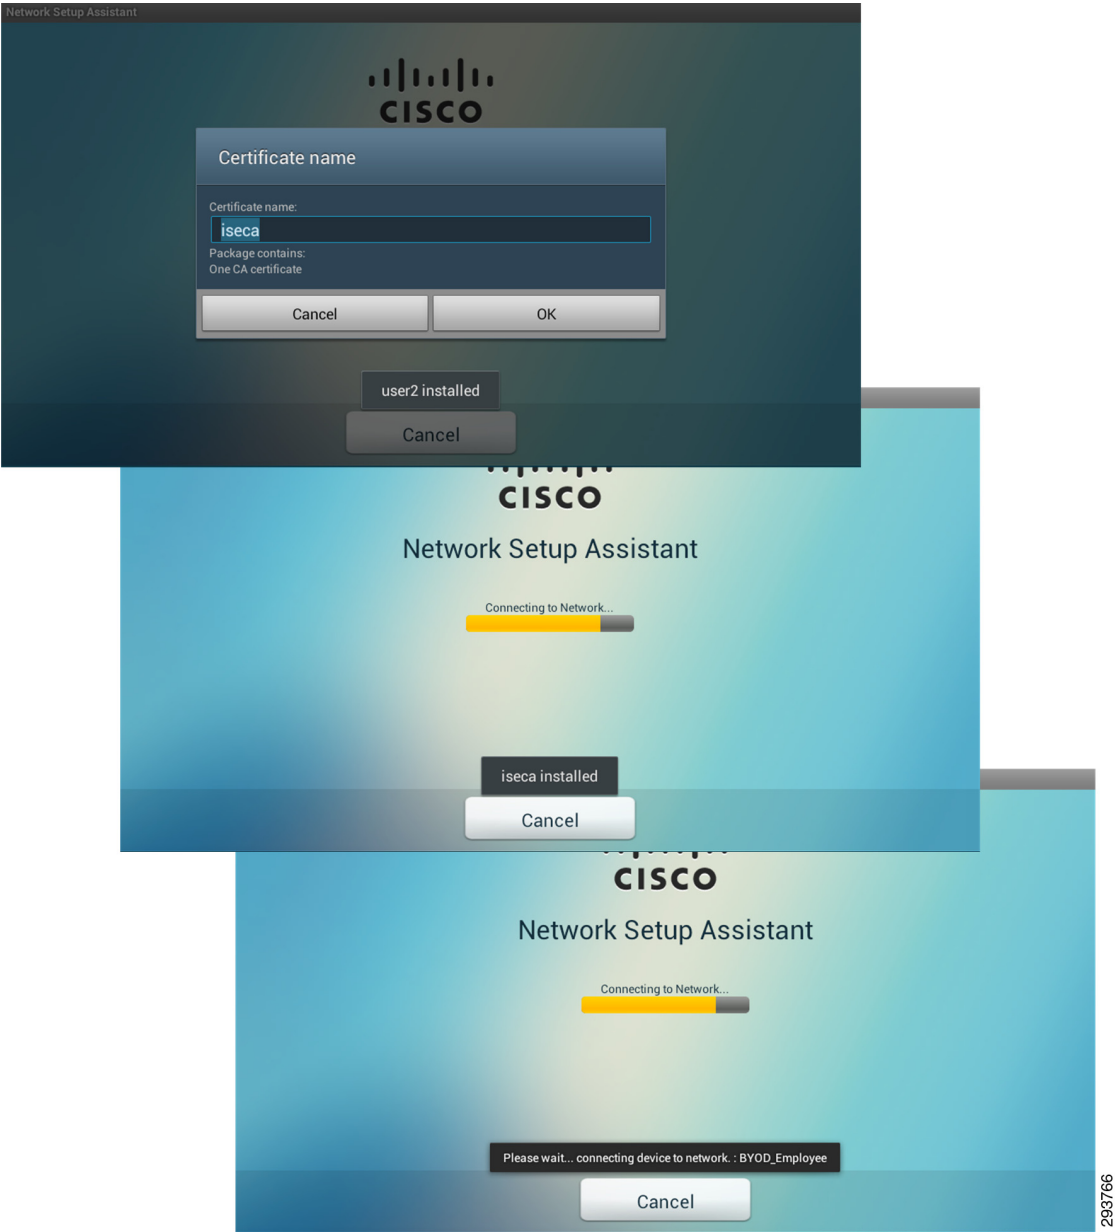 Network Setup Assistant
CISCO
Certificate name
Certificate name:
iseca
Package contains:
One CA certificate
Cancel
OK
user2 installed
Cancel
CISCO
Network Setup Assistant
Connecting to Network...
iseca installed
Cancel
CISCO
Network Setup Assistant
Connecting to Network...
Please wait... connecting device to network. : BYOD_Employee
Cancel
293766